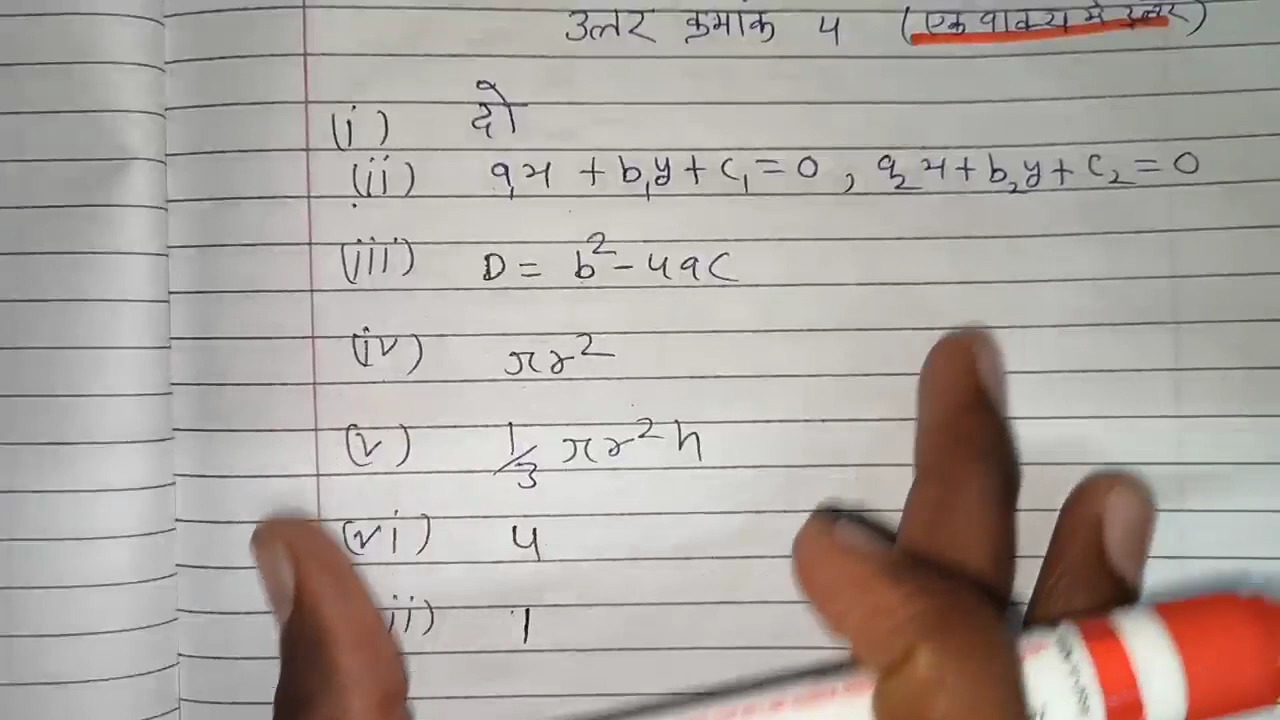 उत्तर क्रमांक 4 (एक वाक्य में उत्तर)
(i) दो
(ii) a₁x + b₁y + c₁ = 0 , a₂x + b₂y + c₂ = 0
(iii) D = b² - 4ac
(iv) πr²
(v) 1/3 πr²h
(vi) 4
ii) 1